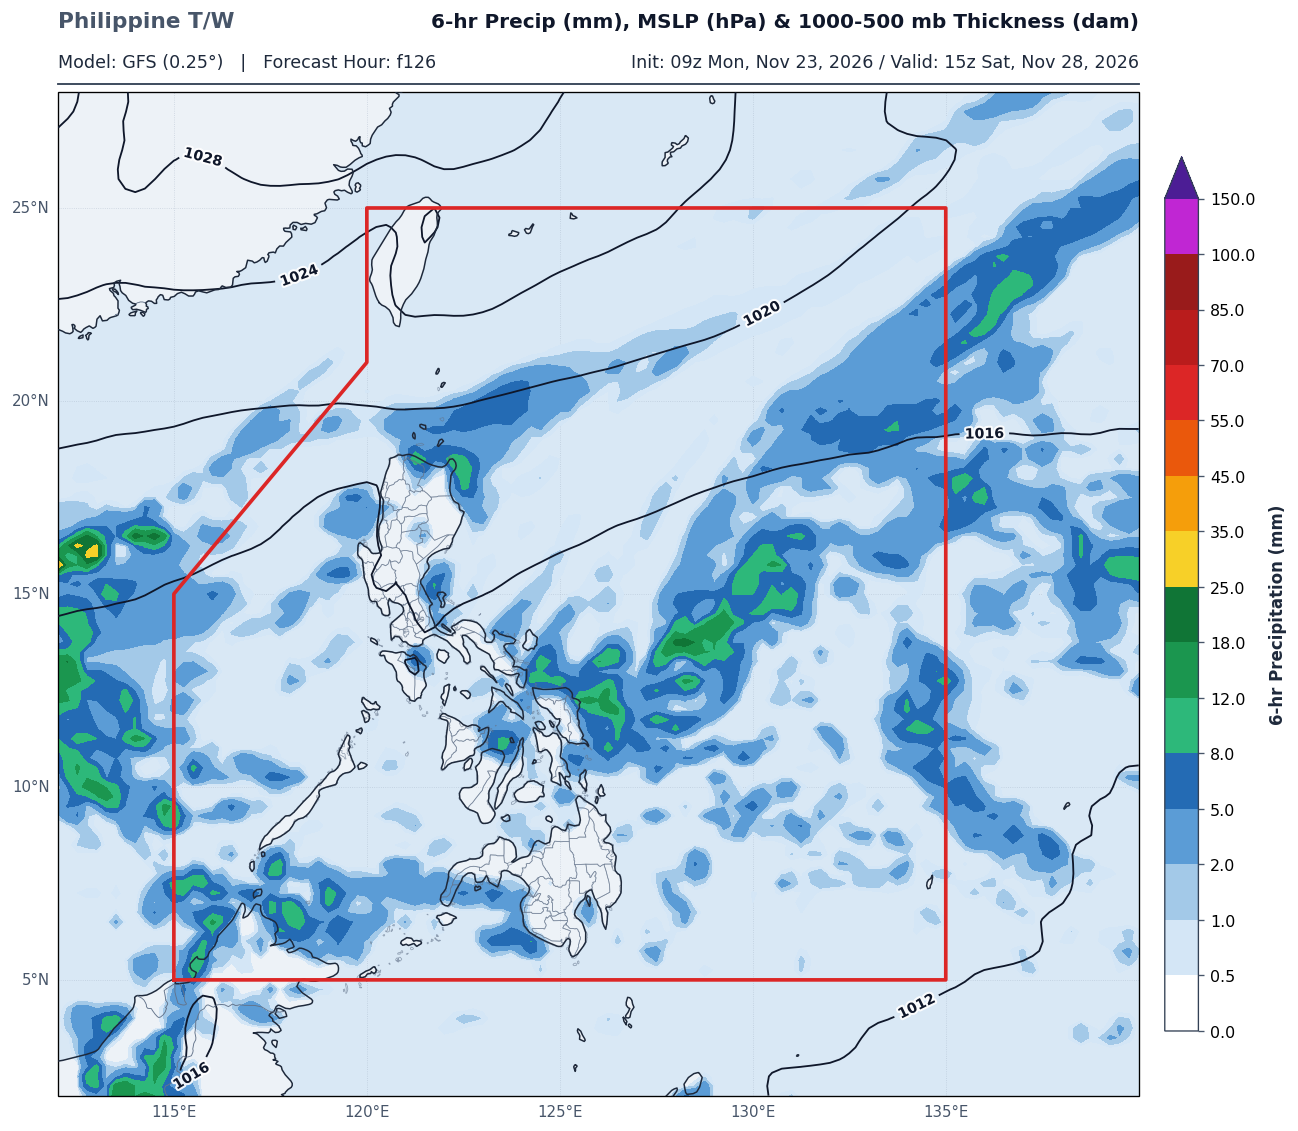 Philippine T/W
6-hr Precip (mm), MSLP (hPa) & 1000-500 mb Thickness (dam)
Model: GFS (0.25°) | Forecast Hour: f126
Init: 09z Mon, Nov 23, 2026 / Valid: 15z Sat, Nov 28, 2026
1028
1024
1020
1016
1012
1016
25°N
20°N
15°N
10°N
5°N
115°E
120°E
125°E
130°E
135°E
150.0
100.0
85.0
70.0
55.0
45.0
35.0
25.0
18.0
12.0
8.0
5.0
2.0
1.0
0.5
0.0
6-hr Precipitation (mm)